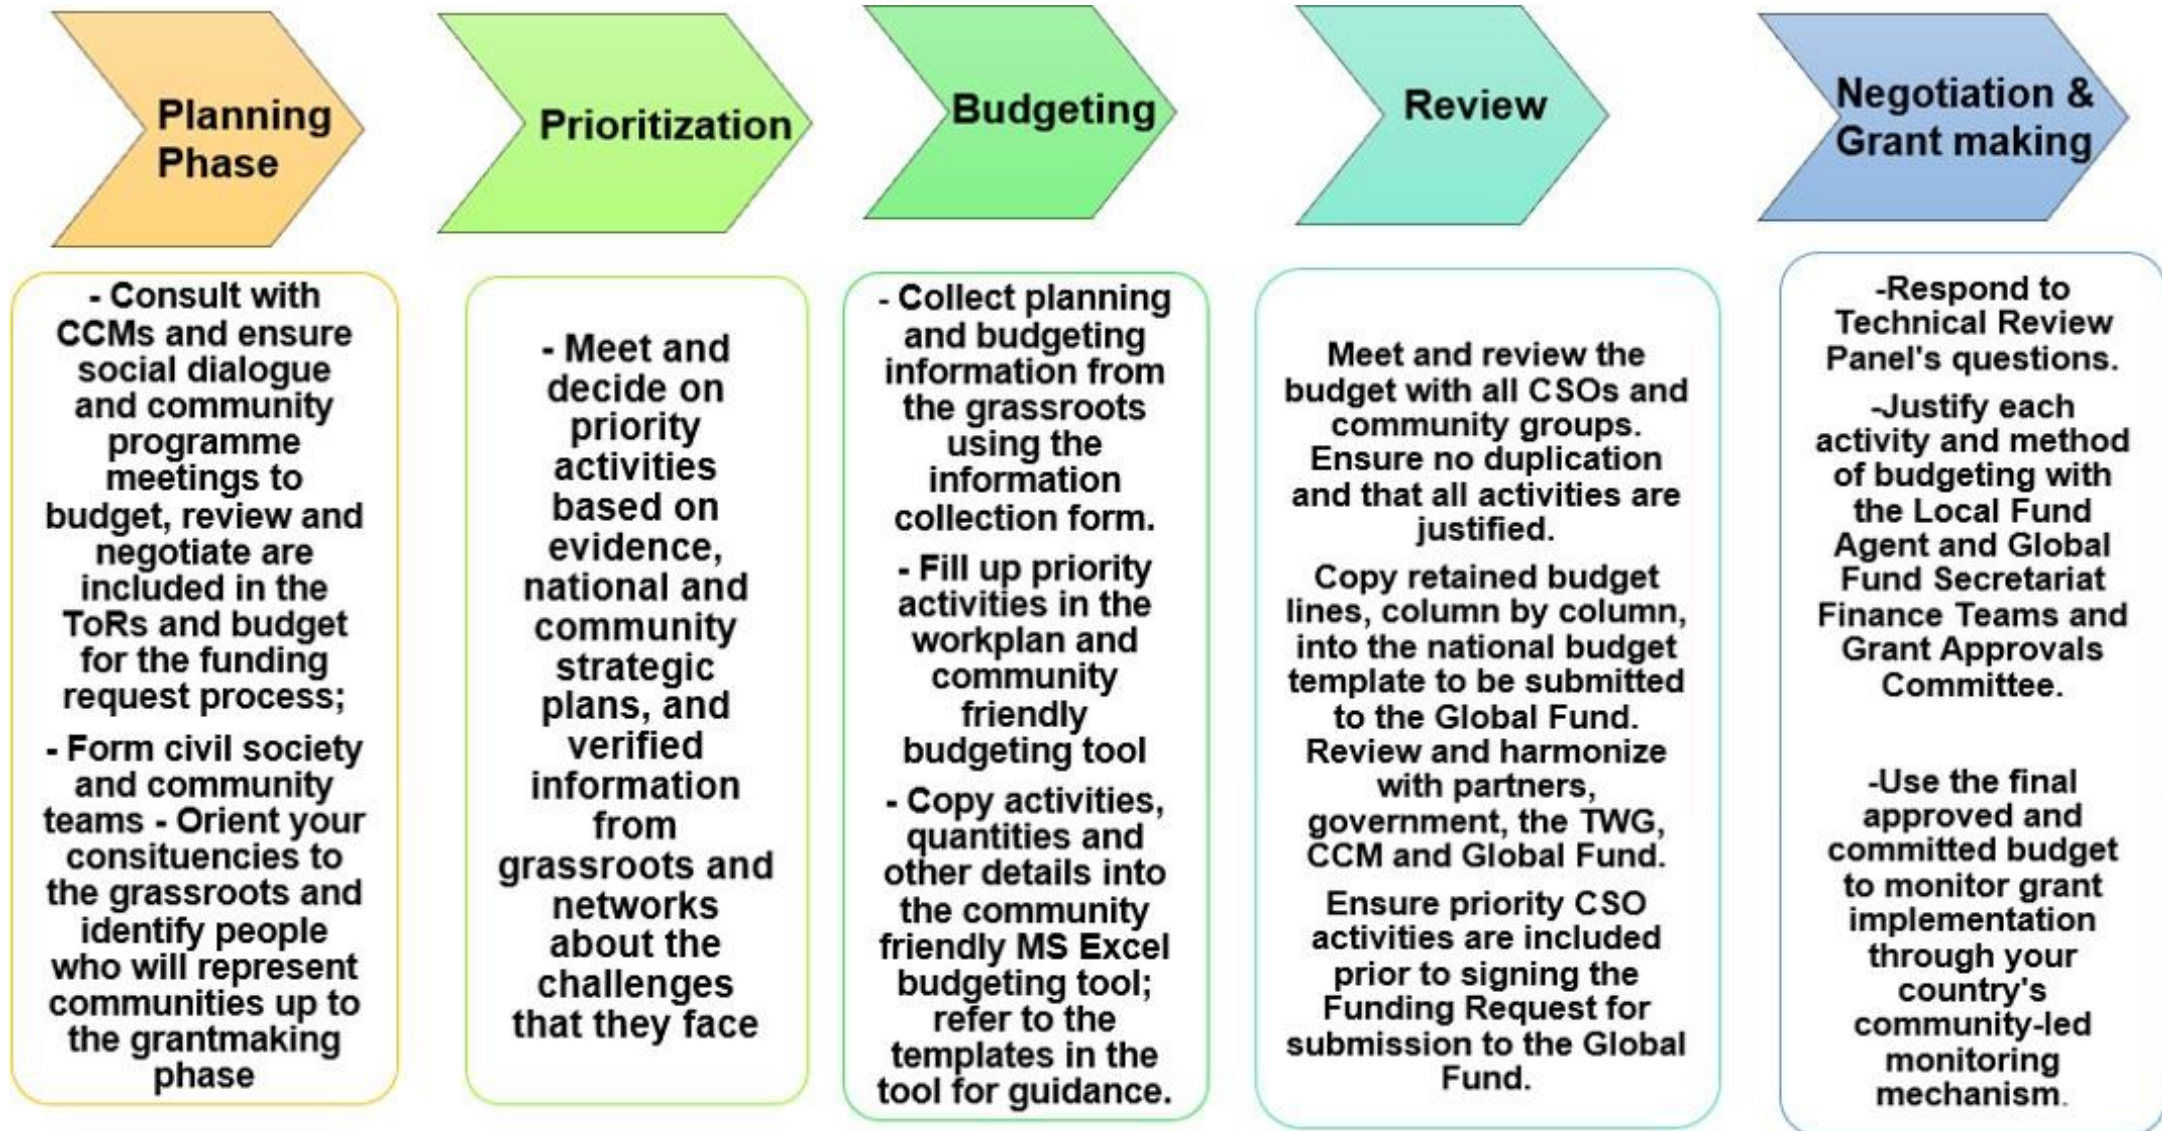 Planning
Phase
Prioritization
Budgeting
Review
Negotiation &
Grant making
- Consult with
CCMs and ensure
social dialogue
and community
programme
meetings to
budget, review and
negotiate are
included in the
ToRs and budget
for the funding
request process;
- Form civil society
and community
teams - Orient your
consituencies to
the grassroots and
identify people
who will represent
communities up to
the grantmaking
phase
- Meet and
decide on
priority
activities
based on
evidence,
national and
community
strategic
plans, and
verified
information
from
grassroots and
networks
about the
challenges
that they face
- Collect planning
and budgeting
information from
the grassroots
using the
information
collection form.
- Fill up priority
activities in the
workplan and
community
friendly
budgeting tool
- Copy activities,
quantities and
other details into
the community
friendly MS Excel
budgeting tool;
refer to the
templates in the
tool for guidance.
Meet and review the
budget with all CSOs and
community groups.
Ensure no duplication
and that all activities are
justified.
Copy retained budget
lines, column by column,
into the national budget
template to be submitted
to the Global Fund.
Review and harmonize
with partners,
government, the TWG,
CCM and Global Fund.
Ensure priority CSO
activities are included
prior to signing the
Funding Request for
submission to the Global
Fund.
-Respond to
Technical Review
Panel's questions.
-Justify each
activity and method
of budgeting with
the Local Fund
Agent and Global
Fund Secretariat
Finance Teams and
Grant Approvals
Committee.
-Use the final
approved and
committed budget
to monitor grant
implementation
through your
country's
community-led
monitoring
mechanism.